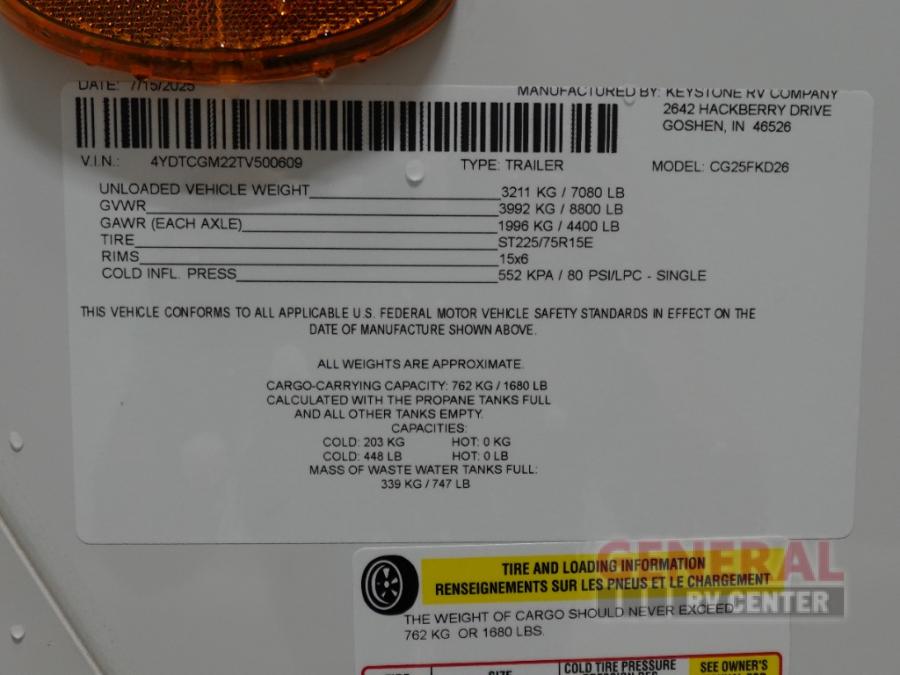 DATE: 7/15/2025 MANUFACTURED BY: KEYSTONE RV COMPANY
2642 HACKBERRY DRIVE
GOSHEN, IN 46526
V.I.N.: 4YDTCGM22TV500609 TYPE: TRAILER MODEL: CG25FKD26
UNLOADED VEHICLE WEIGHT 3211 KG / 7080 LB
GVWR 3992 KG / 8800 LB
GAWR (EACH AXLE) 1996 KG / 4400 LB
TIRE ST225/75R15E
RIMS 15x6
COLD INFL. PRESS 552 KPA / 80 PSI/LPC - SINGLE
THIS VEHICLE CONFORMS TO ALL APPLICABLE U.S. FEDERAL MOTOR VEHICLE SAFETY STANDARDS IN EFFECT ON THE
DATE OF MANUFACTURE SHOWN ABOVE.
ALL WEIGHTS ARE APPROXIMATE.
CARGO-CARRYING CAPACITY: 762 KG / 1680 LB
CALCULATED WITH THE PROPANE TANKS FULL
AND ALL OTHER TANKS EMPTY.
CAPACITIES:
COLD: 203 KG HOT: 0 KG
COLD: 448 LB HOT: 0 LB
MASS OF WASTE WATER TANKS FULL:
339 KG / 747 LB
TIRE AND LOADING INFORMATION
RENSEIGNEMENTS SUR LES PNEUS ET LE CHARGEMENT
GENERAL
RV CENTER
THE WEIGHT OF CARGO SHOULD NEVER EXCEED
762 KG OR 1680 LBS.
SIZE COLD TIRE PRESSURE SEE OWNER'S